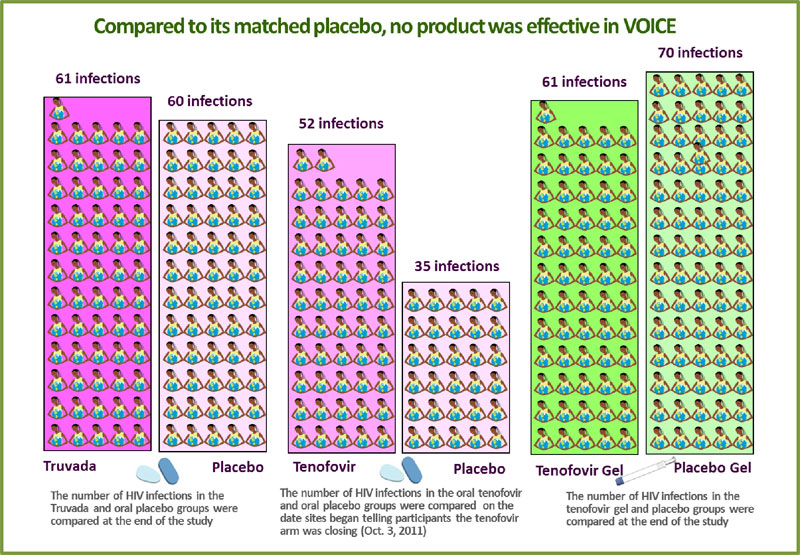 Compared to its matched placebo, no product was effective in VOICE
61 infections
60 infections
52 infections
35 infections
61 infections
70 infections
Truvada
Placebo
Tenofovir
Placebo
Tenofovir Gel
Placebo Gel
The number of HIV infections in the
Truvada and oral placebo groups were
compared at the end of the study
The number of HIV infections in the oral tenofovir
and oral placebo groups were compared on the
date sites began telling participants the tenofovir
arm was closing (Oct. 3, 2011)
The number of HIV infections in the
tenofovir gel and placebo groups were
compared at the end of the study